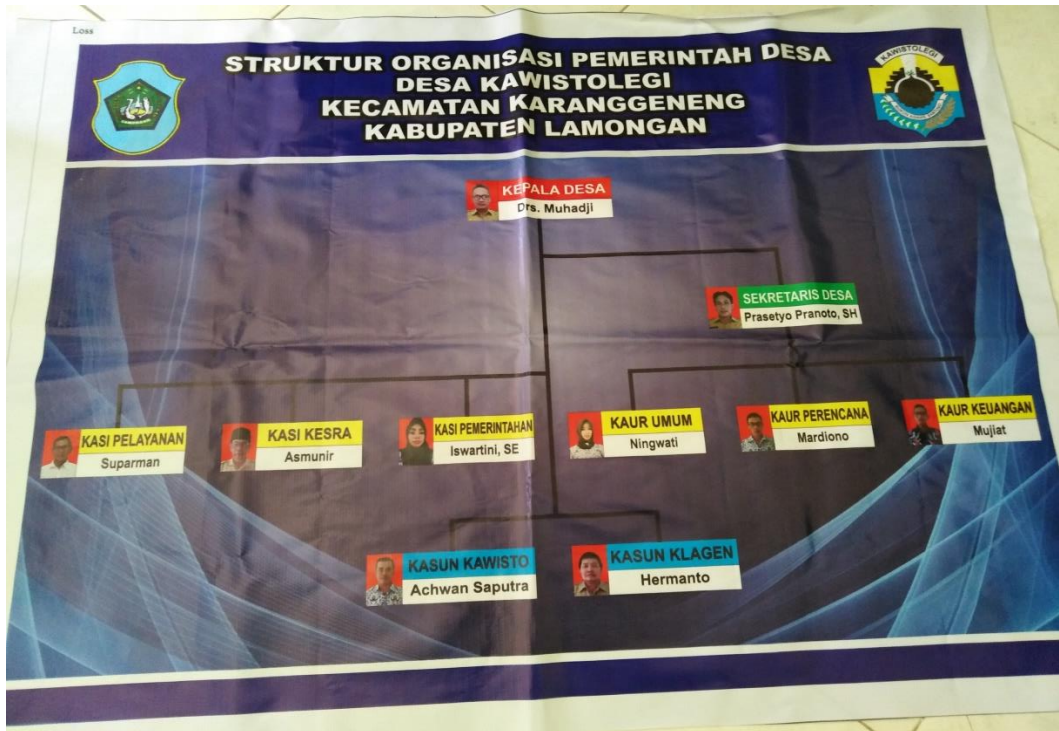 Loss
STRUKTUR ORGANISASI PEMERINTAH DESA
DESA KAWISTOLEGI
KECAMATAN KARANGGENENG
KABUPATEN LAMONGAN
LAMONGAN
KAWISTOLEGI
KEPALA DESA
Drs. Muhadji
SEKRETARIS DESA
Prasetyo Pranoto, SH
KASI PELAYANAN
Suparman
KASI KESRA
Asmunir
KASI PEMERINTAHAN
Iswartini, SE
KAUR UMUM
Ningwati
KAUR PERENCANA
Mardiono
KAUR KEUANGAN
Mujiat
KASUN KAWISTO
Achwan Saputra
KASUN KLAGEN
Hermanto